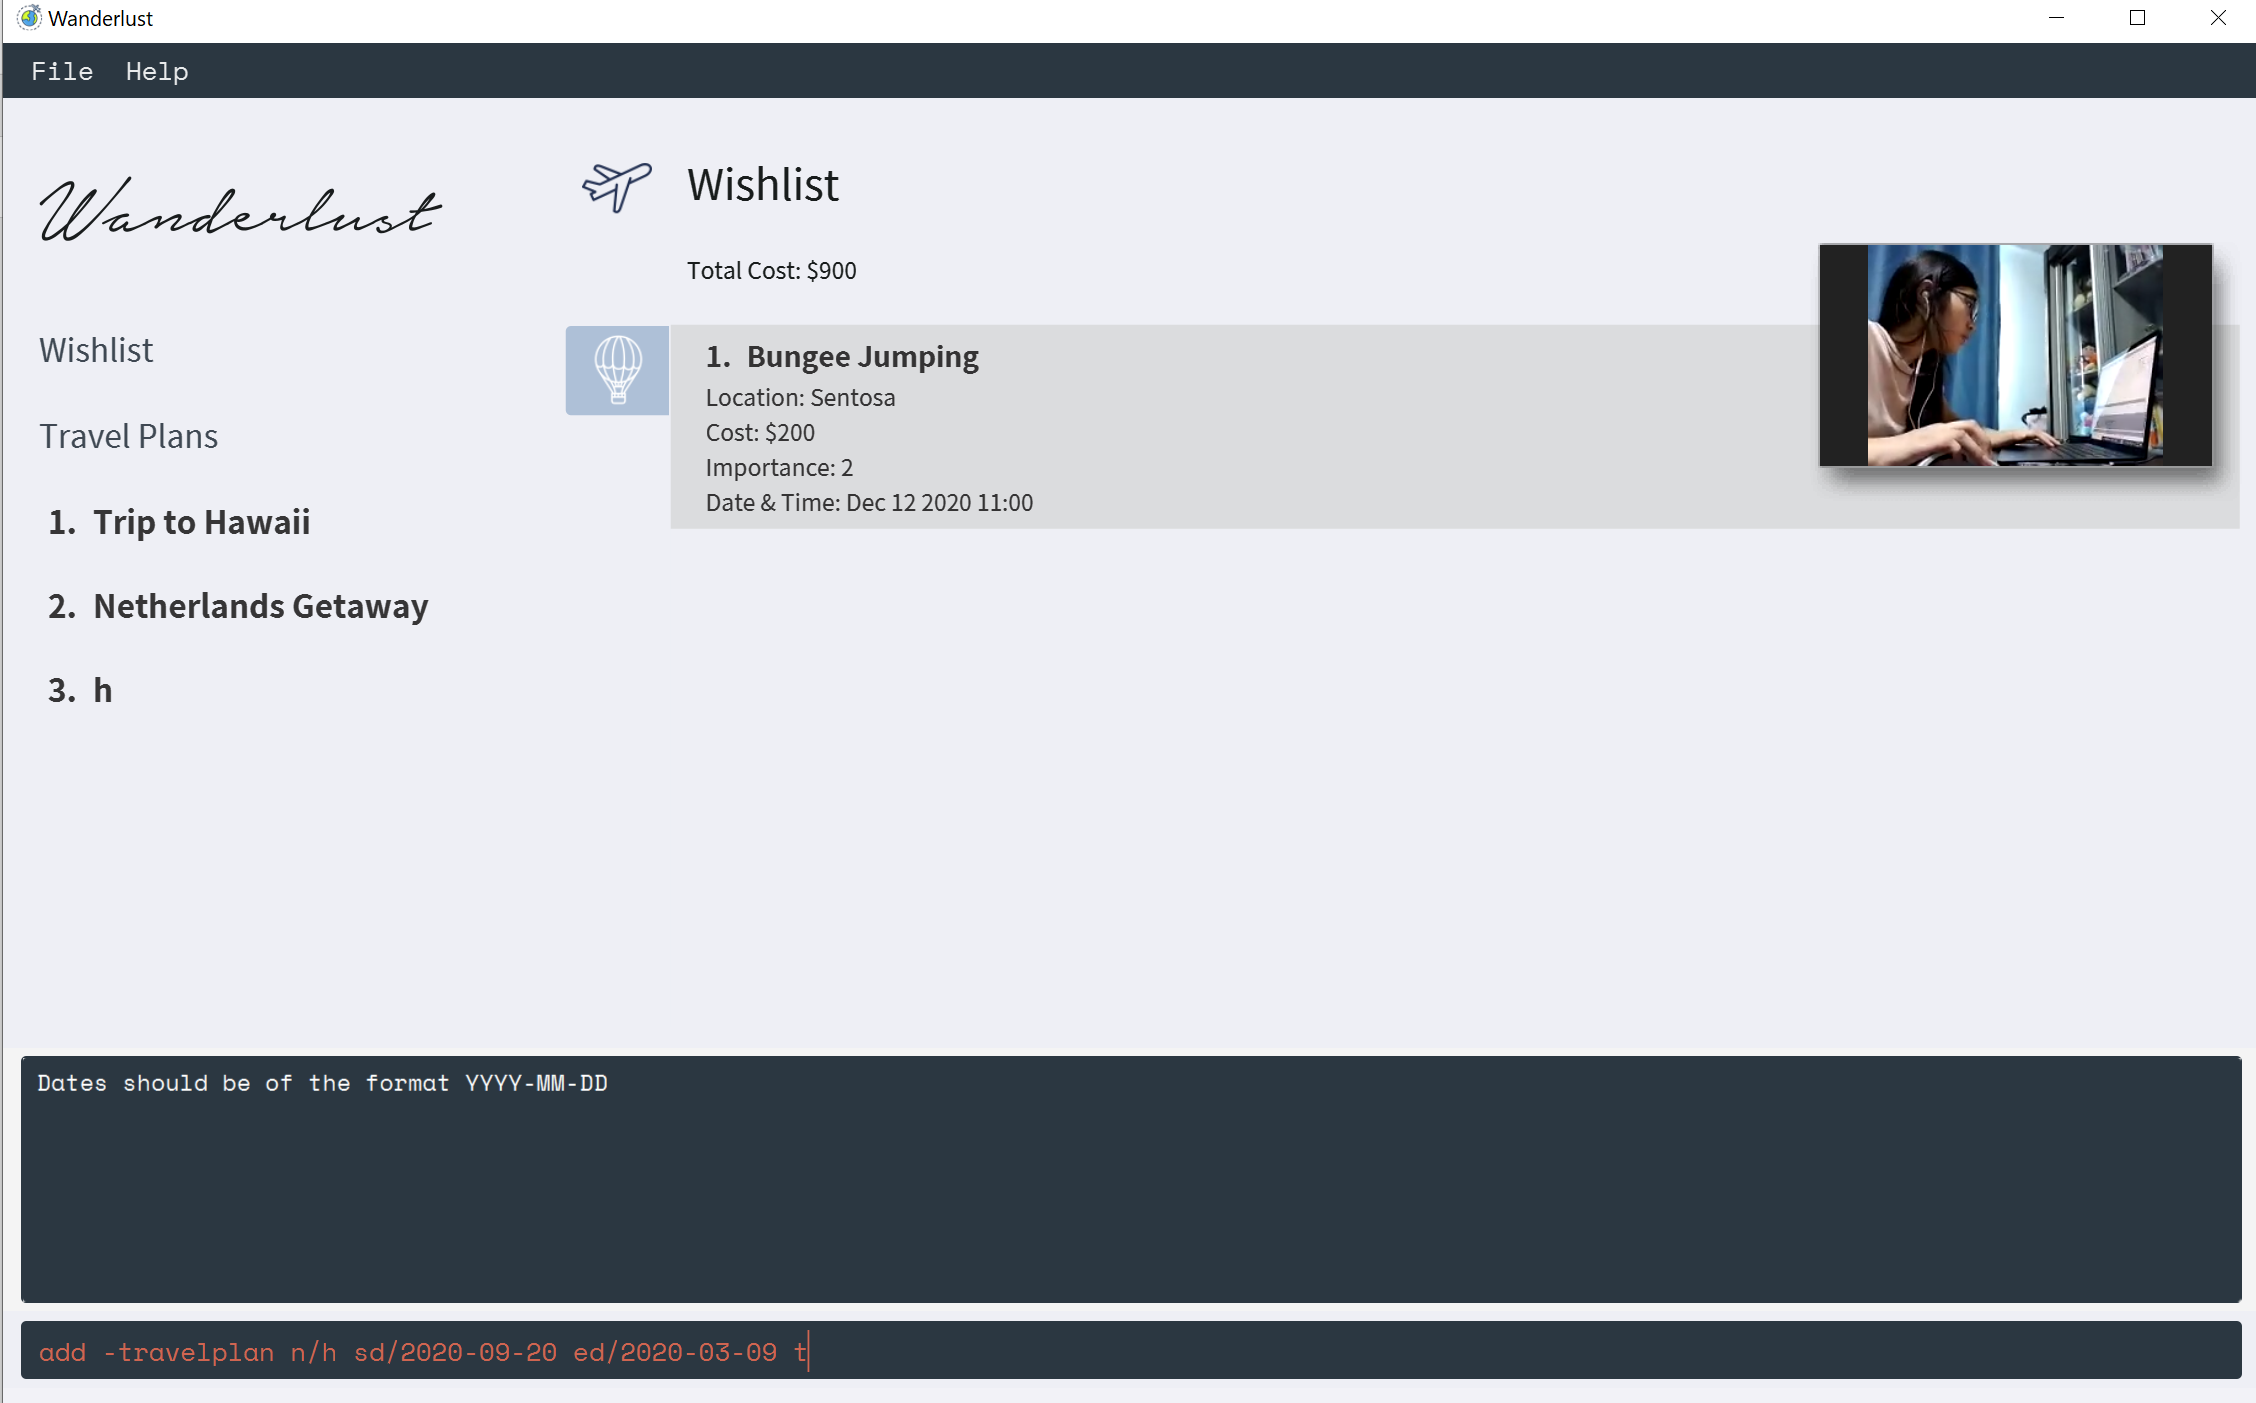 Wanderlust
File Help
Wanderlust
Wishlist
Travel Plans
1. Trip to Hawaii
2. Netherlands Getaway
3. h
Wishlist
Total Cost: $900
1. Bungee Jumping
Location: Sentosa
Cost: $200
Importance: 2
Date & Time: Dec 12 2020 11:00
Dates should be of the format YYYY-MM-DD
add -travelplan n/h sd/2020-09-20 ed/2020-03-09 t